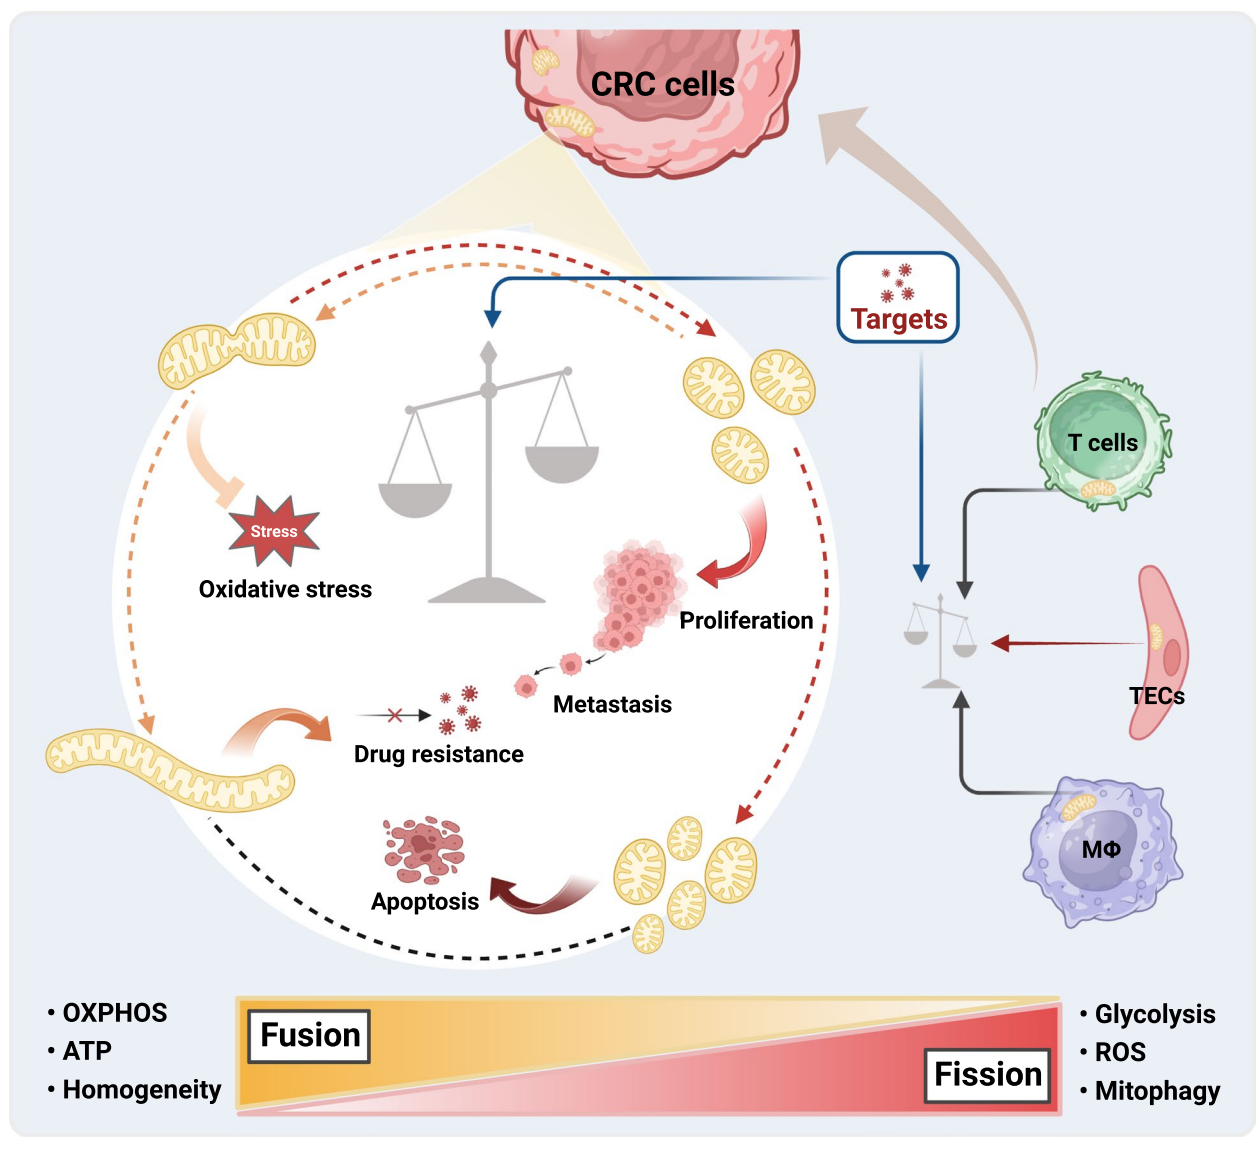 CRC cells
Targets
T cells
Stress
Oxidative stress
Proliferation
Metastasis
TECs
Drug resistance
MΦ
Apoptosis
• OXPHOS
• ATP
• Homogeneity
Fusion
Fission
• Glycolysis
• ROS
• Mitophagy